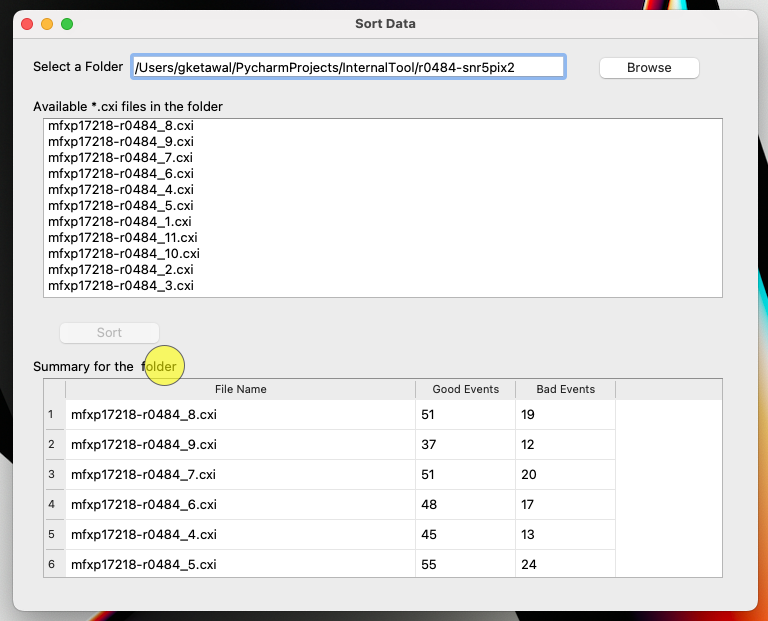 Sort Data
Select a Folder /Users/gketawal/PycharmProjects/InternalTool/r0484-snr5pix2 Browse
Available *.cxi files in the folder
mfxp17218-r0484_8.cxi
mfxp17218-r0484_9.cxi
mfxp17218-r0484_7.cxi
mfxp17218-r0484_6.cxi
mfxp17218-r0484_4.cxi
mfxp17218-r0484_5.cxi
mfxp17218-r0484_1.cxi
mfxp17218-r0484_11.cxi
mfxp17218-r0484_10.cxi
mfxp17218-r0484_2.cxi
mfxp17218-r0484_3.cxi
Sort
Summary for the folder
File Name Good Events Bad Events
1 mfxp17218-r0484_8.cxi 51 19
2 mfxp17218-r0484_9.cxi 37 12
3 mfxp17218-r0484_7.cxi 51 20
4 mfxp17218-r0484_6.cxi 48 17
5 mfxp17218-r0484_4.cxi 45 13
6 mfxp17218-r0484_5.cxi 55 24